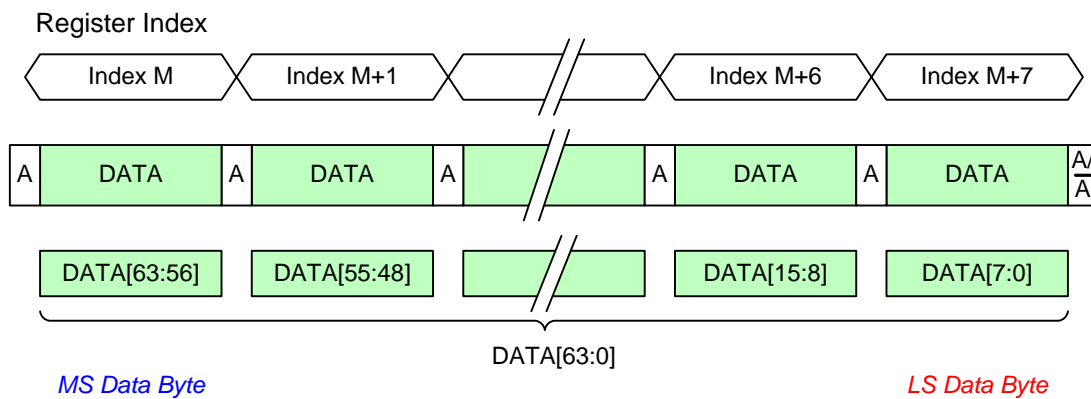 Register Index
Index M Index M+1 Index M+6 Index M+7
A DATA A DATA A A DATA A DATA A/
A
DATA[63:56] DATA[55:48] DATA[15:8] DATA[7:0]
DATA[63:0]
MS Data Byte LS Data Byte